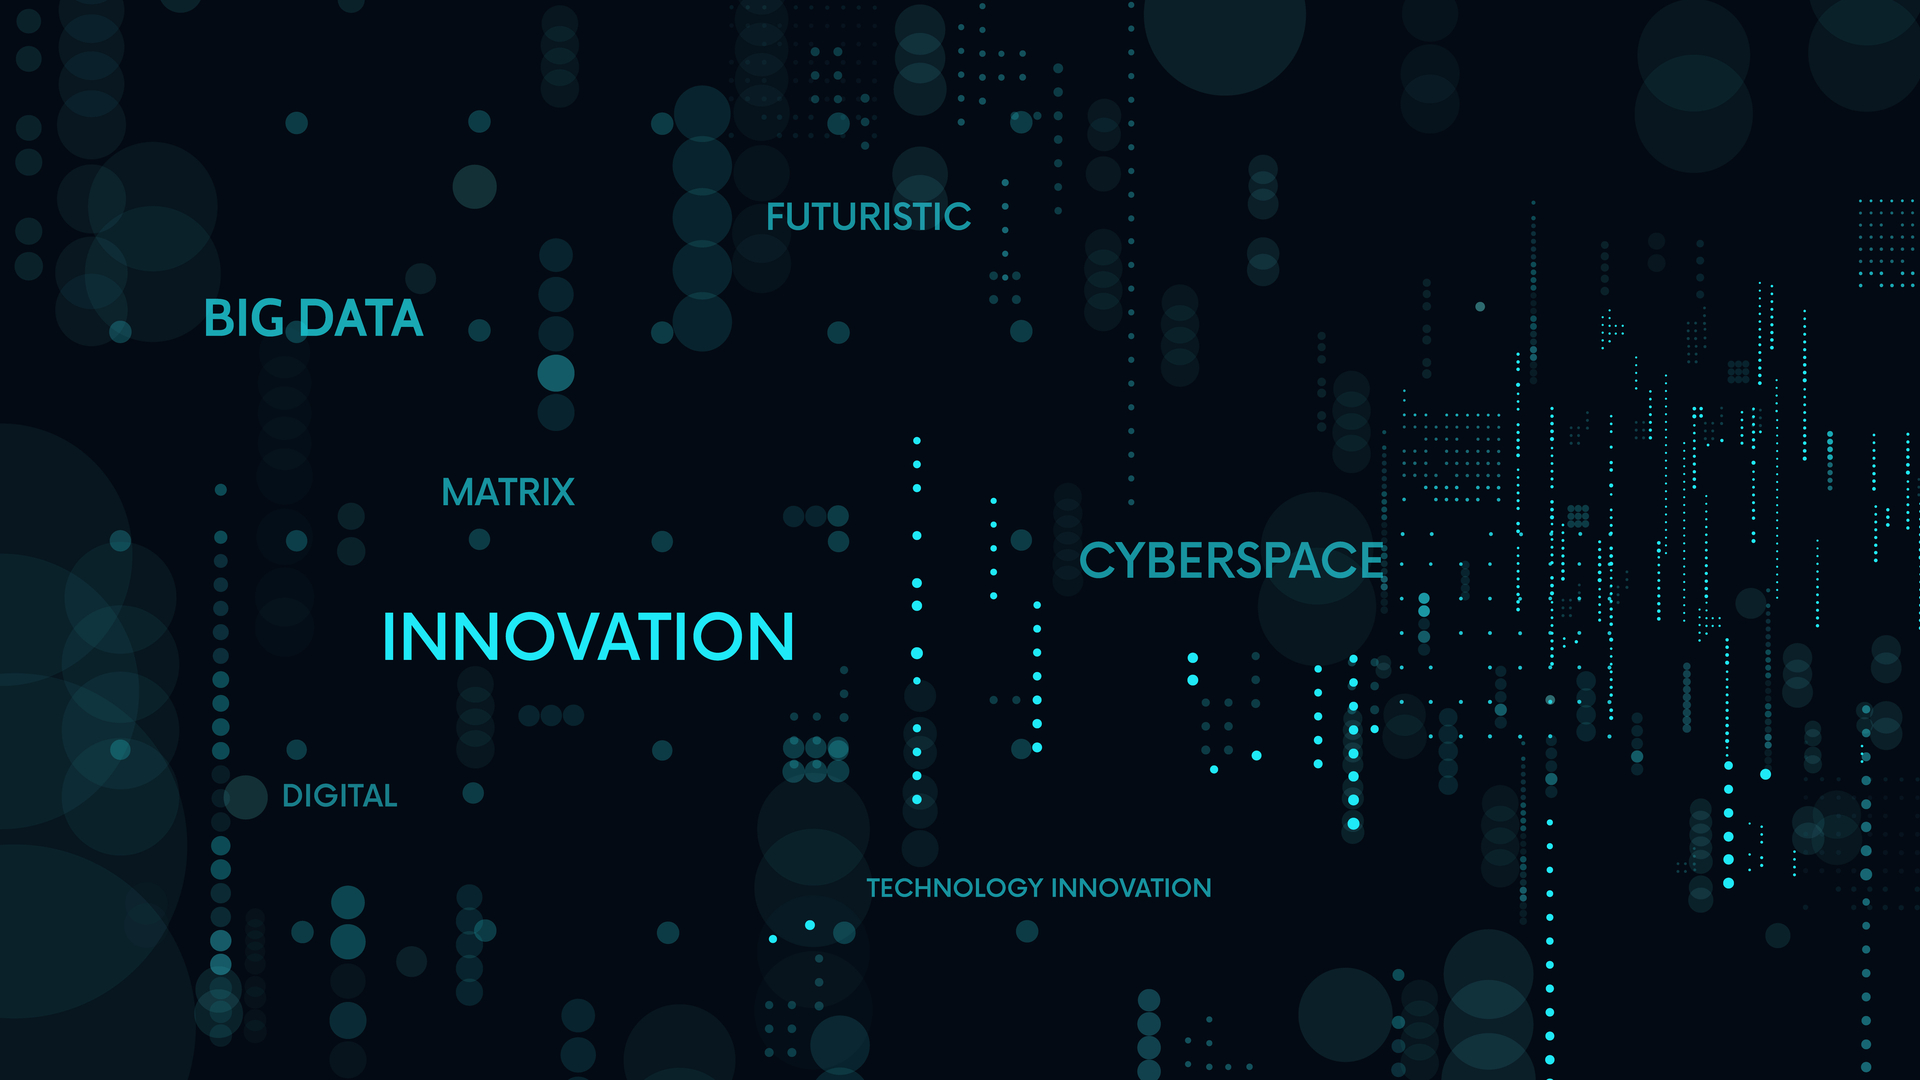 FUTURISTIC
BIG DATA
MATRIX
CYBERSPACE
INNOVATION
DIGITAL
TECHNOLOGY INNOVATION